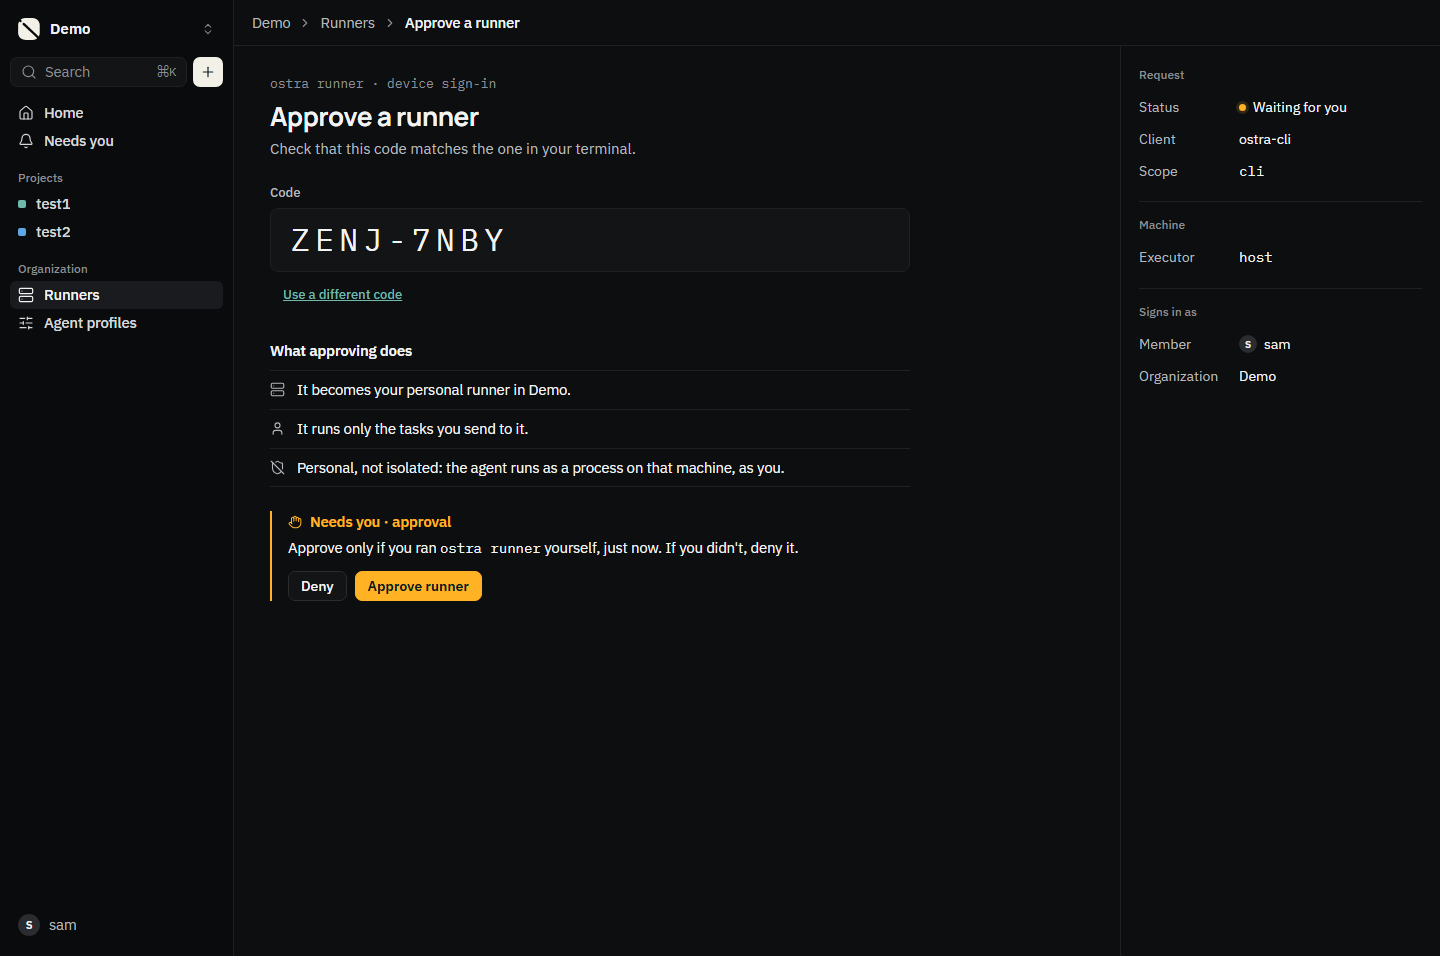 Demo
Search ⌘K
Home
Needs you
Projects
test1
test2
Organization
Runners
Agent profiles
S sam
Demo > Runners > Approve a runner
ostra runner · device sign-in
Approve a runner
Check that this code matches the one in your terminal.
Code
ZENJ-7NBY
Use a different code
What approving does
It becomes your personal runner in Demo.
It runs only the tasks you send to it.
Personal, not isolated: the agent runs as a process on that machine, as you.
Needs you · approval
Approve only if you ran ostra runner yourself, just now. If you didn't, deny it.
Deny Approve runner
Request
Status Waiting for you
Client ostra-cli
Scope cli
Machine
Executor host
Signs in as
Member S sam
Organization Demo